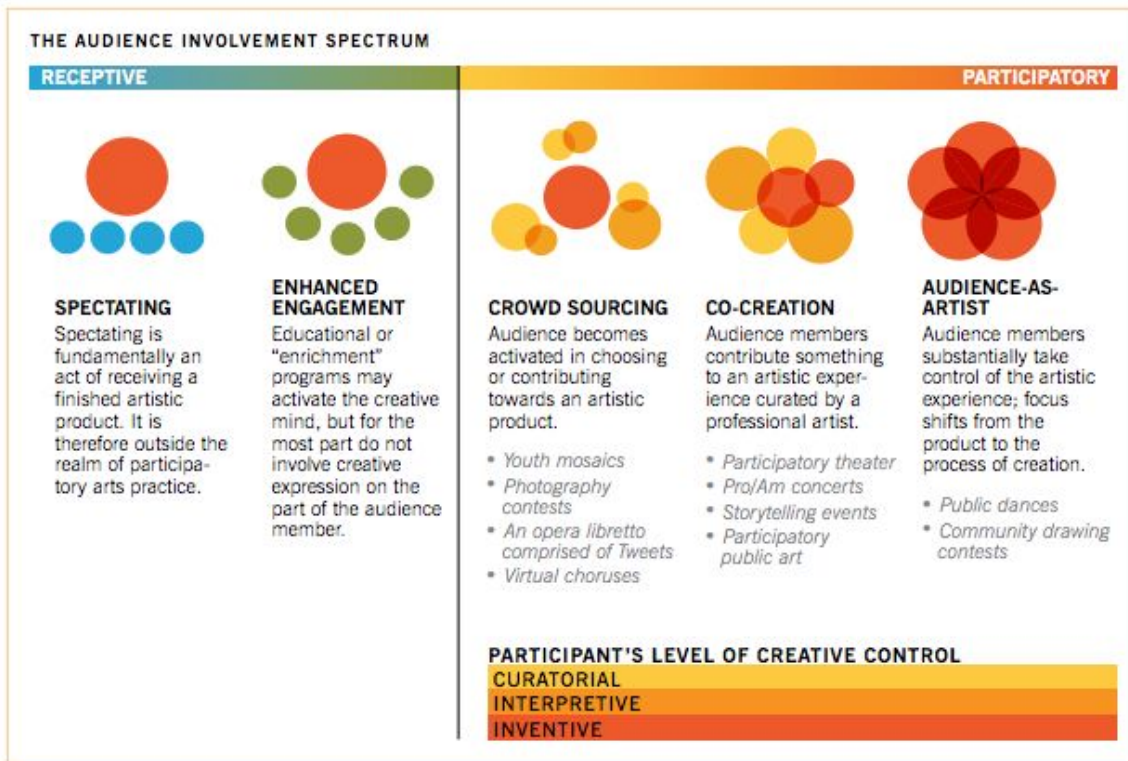 THE AUDIENCE INVOLVEMENT SPECTRUM
RECEPTIVE
PARTICIPATORY
SPECTATING
Spectating is
fundamentally an
act of receiving a
finished artistic
product. It is
therefore outside the
realm of participa-
tory arts practice.
ENHANCED
ENGAGEMENT
Educational or
“enrichment”
programs may
activate the creative
mind, but for the
most part do not
involve creative
expression on the
part of the audience
member.
CROWD SOURCING
Audience becomes
activated in choosing
or contributing
towards an artistic
product.
• Youth mosaics
• Photography
contests
• An opera libretto
comprised of Tweets
• Virtual choruses
CO-CREATION
Audience members
contribute something
to an artistic exper-
ience curated by a
professional artist.
• Participatory theater
• Pro/Am concerts
• Storytelling events
• Participatory
public art
AUDIENCE-AS-
ARTIST
Audience members
substantially take
control of the artistic
experience; focus
shifts from the
product to the
process of creation.
• Public dances
• Community drawing
contests
PARTICIPANT'S LEVEL OF CREATIVE CONTROL
CURATORIAL
INTERPRETIVE
INVENTIVE